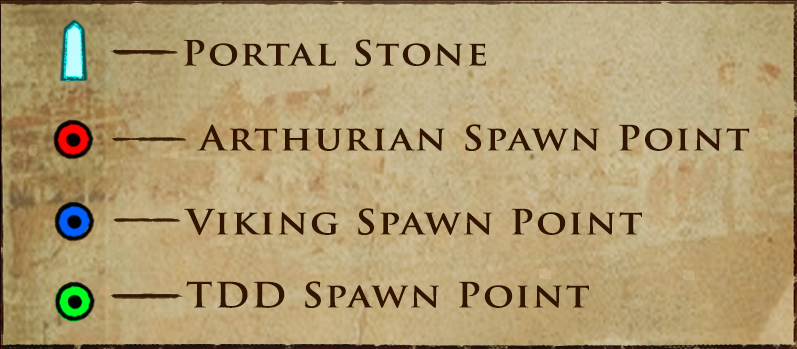 Portal Stone
Arthurian Spawn Point
Viking Spawn Point
TDD Spawn Point